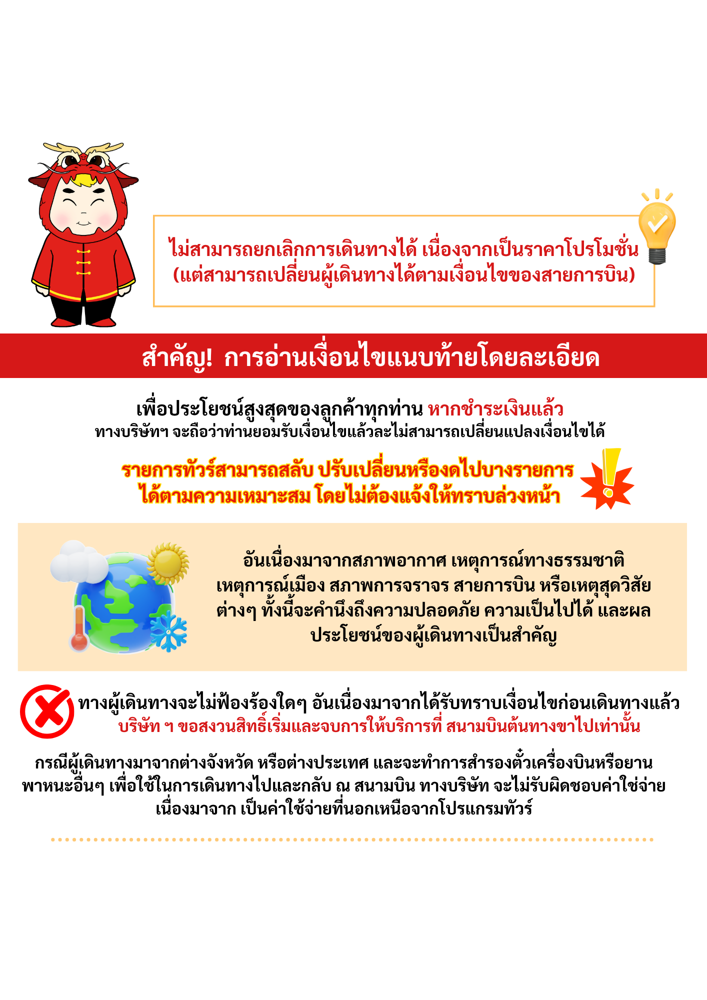 ไม่สามารถยกเลิกการเดินทางได้ เนื่องจากเป็นราคาโปรโมชั่น
(แต่สามารถเปลี่ยนผู้เดินทางได้ตามเงื่อนไขของสายการบิน)
สำคัญ! การอ่านเงื่อนไขแนบท้ายโดยละเอียด
เพื่อประโยชน์สูงสุดของลูกค้าทุกท่าน หากชำระเงินแล้ว
ทางบริษัทฯ จะถือว่าท่านยอมรับเงื่อนไขแล้วละไม่สามารถเปลี่ยนแปลงเงื่อนไขได้
รายการทัวร์สามารถสลับ ปรับเปลี่ยนหรืองดไปบางรายการ
ได้ตามความเหมาะสม โดยไม่ต้องแจ้งให้ทราบล่วงหน้า
อันเนื่องมาจากสภาพอากาศ เหตุการณ์ทางธรรมชาติ
เหตุการณ์เมือง สภาพการจราจร สายการบิน หรือเหตุสุดวิสัย
ต่างๆ ทั้งนี้จะคำนึงถึงความปลอดภัย ความเป็นไปได้ และผล
ประโยชน์ของผู้เดินทางเป็นสำคัญ
ทางผู้เดินทางจะไม่ฟ้องร้องใดๆ อันเนื่องมาจากได้รับทราบเงื่อนไขก่อนเดินทางแล้ว
บริษัท ฯ ขอสงวนสิทธิ์เริ่มและจบการให้บริการที่ สนามบินต้นทางขาไปเท่านั้น
กรณีผู้เดินทางมาจากต่างจังหวัด หรือต่างประเทศ และจะทำการสำรองตั๋วเครื่องบินหรือยาน
พาหนะอื่นๆ เพื่อใช้ในการเดินทางไปและกลับ ณ สนามบิน ทางบริษัท จะไม่รับผิดชอบค่าใช่จ่าย
เนื่องมาจาก เป็นค่าใช้จ่ายที่นอกเหนือจากโปรแกรมทัวร์